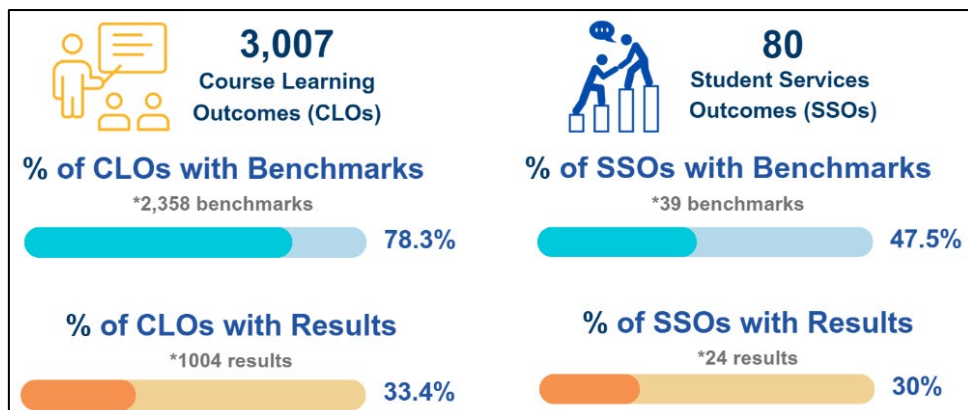 3,007
Course Learning
Outcomes (CLOs)
% of CLOs with Benchmarks
*2,358 benchmarks
78.3%
% of CLOs with Results
*1004 results
33.4%
80
Student Services
Outcomes (SSOs)
% of SSOs with Benchmarks
*39 benchmarks
47.5%
% of SSOs with Results
*24 results
30%